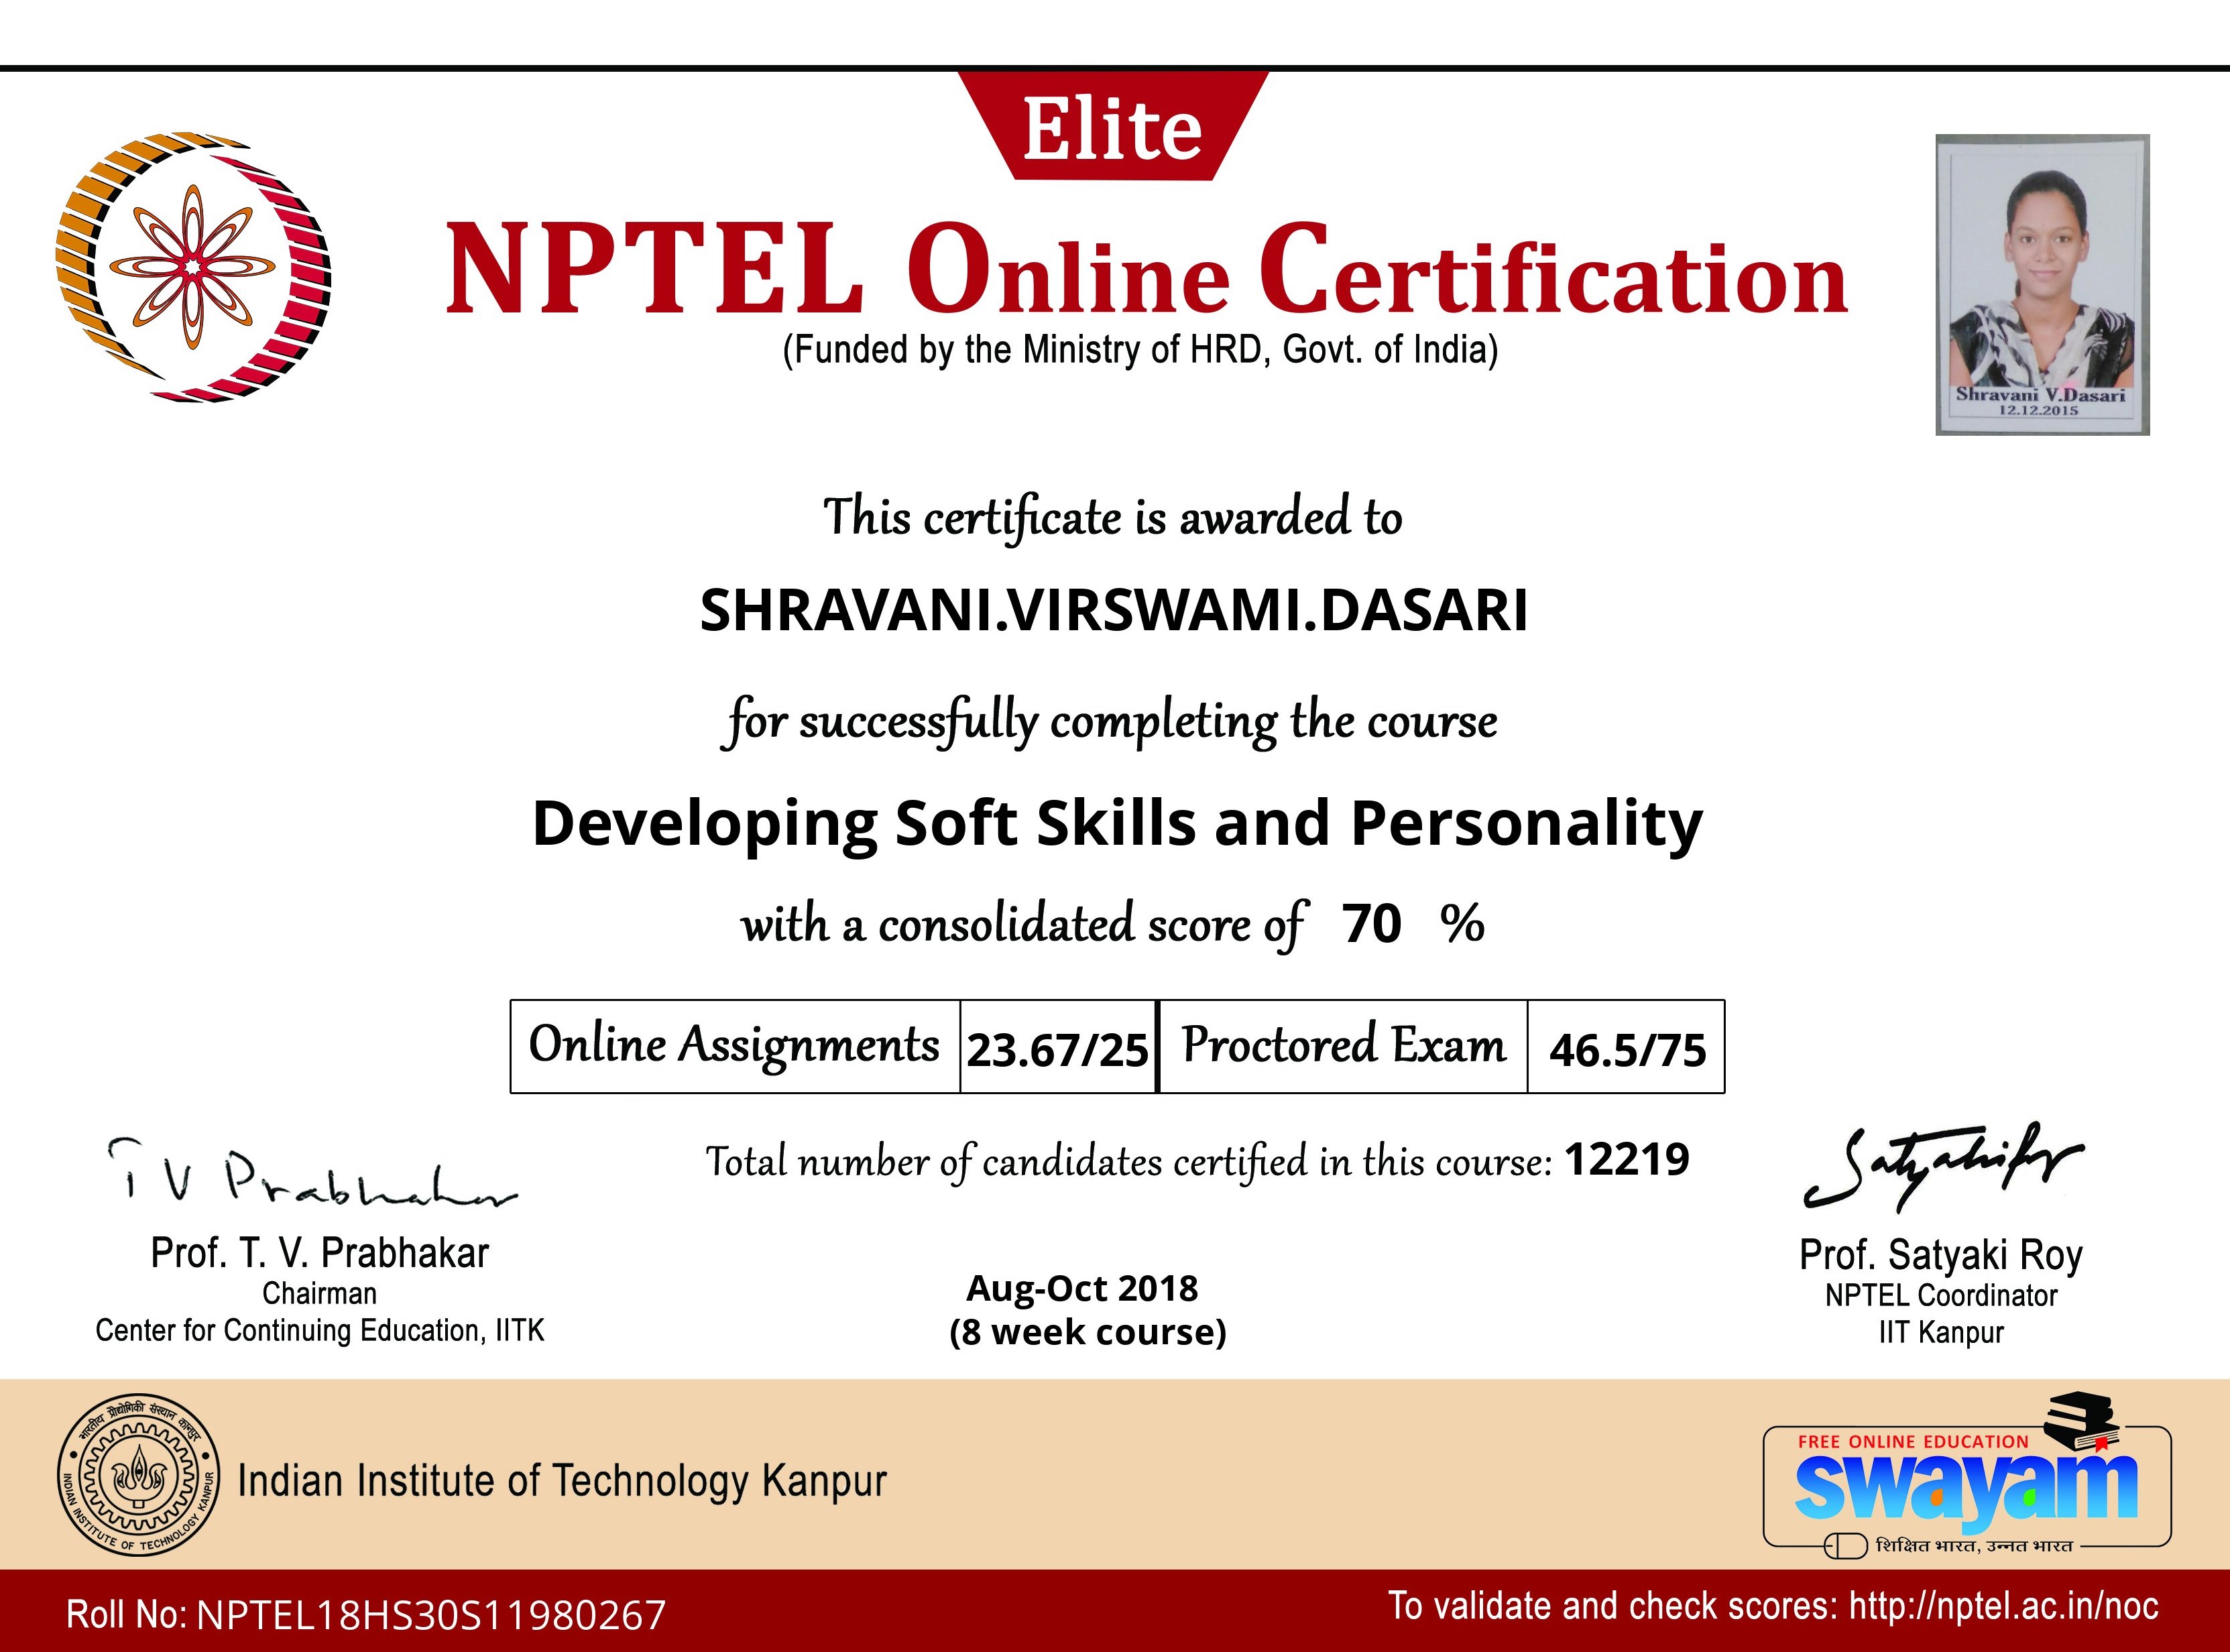 Elite
NPTEL Online Certification
(Funded by the Ministry of HRD, Govt. of India)
Shravani V.Dasari
12.12.2015
This certificate is awarded to
SHRAVANI.VIRSWAMI.DASARI
for successfully completing the course
Developing Soft Skills and Personality
with a consolidated score of 70 %
Online Assignments 23.67/25 Proctored Exam 46.5/75
Total number of candidates certified in this course: 12219
T V Prabhakar
Prof. T. V. Prabhakar
Chairman
Center for Continuing Education, IITK
Aug-Oct 2018
(8 week course)
Prof. Satyaki Roy
NPTEL Coordinator
IIT Kanpur
भारतीय प्रौद्योगिकी संस्थान कानपुर
INDIAN INSTITUTE OF TECHNOLOGY KANPUR
Indian Institute of Technology Kanpur
FREE ONLINE EDUCATION
swayam
शिक्षित भारत, उन्नत भारत
Roll No: NPTEL18HS30S11980267
To validate and check scores: http://nptel.ac.in/noc